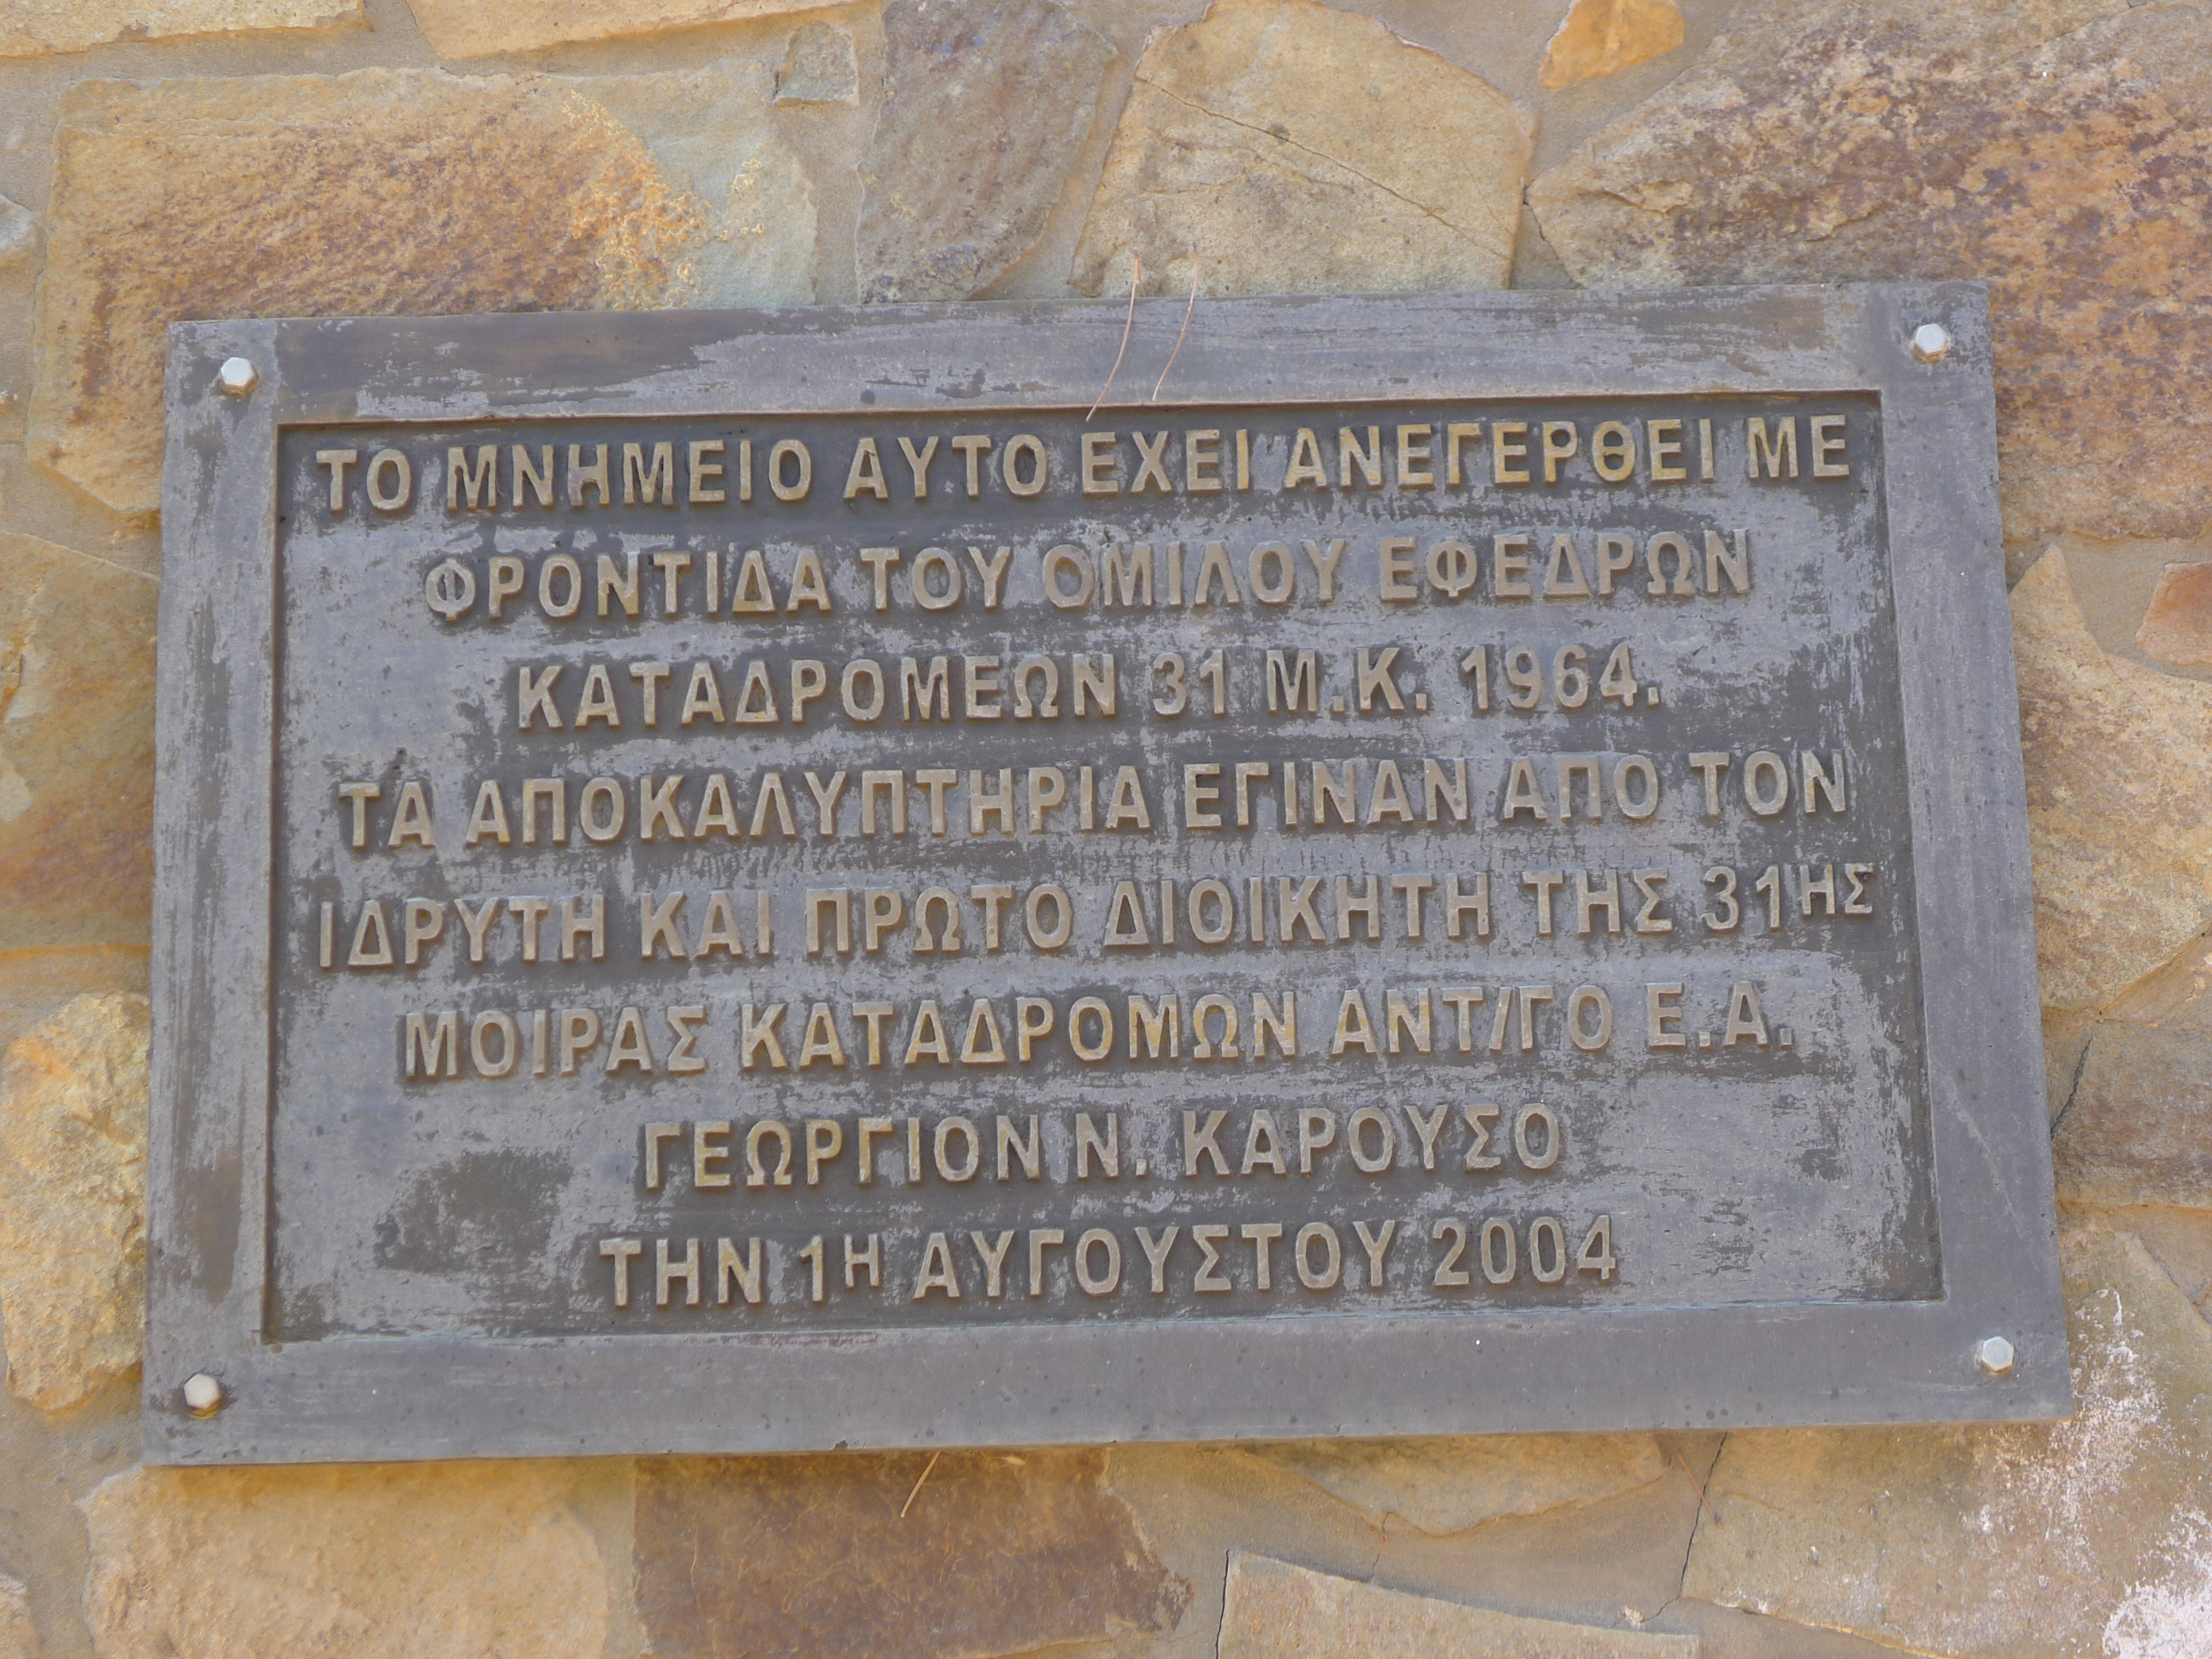 ΤΟ ΜΝΗΜΕΙΟ ΑΥΤΟ ΕΧΕΙ ΑΝΕΓΕΡΘΕΙ ΜΕ
ΦΡΟΝΤΙΔΑ ΤΟΥ ΟΜΙΛΟΥ ΕΦΕΔΡΩΝ
ΚΑΤΑΔΡΟΜΕΩΝ 31 Μ.Κ. 1964.
ΤΑ ΑΠΟΚΑΛΥΠΤΗΡΙΑ ΕΓΙΝΑΝ ΑΠΟ ΤΟΝ
ΙΔΡΥΤΗ ΚΑΙ ΠΡΩΤΟ ΔΙΟΙΚΗΤΗ ΤΗΣ 31ΗΣ
ΜΟΙΡΑΣ ΚΑΤΑΔΡΟΜΩΝ ΑΝΤ/ΓΟ Ε.Α.
ΓΕΩΡΓΙΟΝ Ν. ΚΑΡΟΥΣΟ
ΤΗΝ 1Η ΑΥΓΟΥΣΤΟΥ 2004